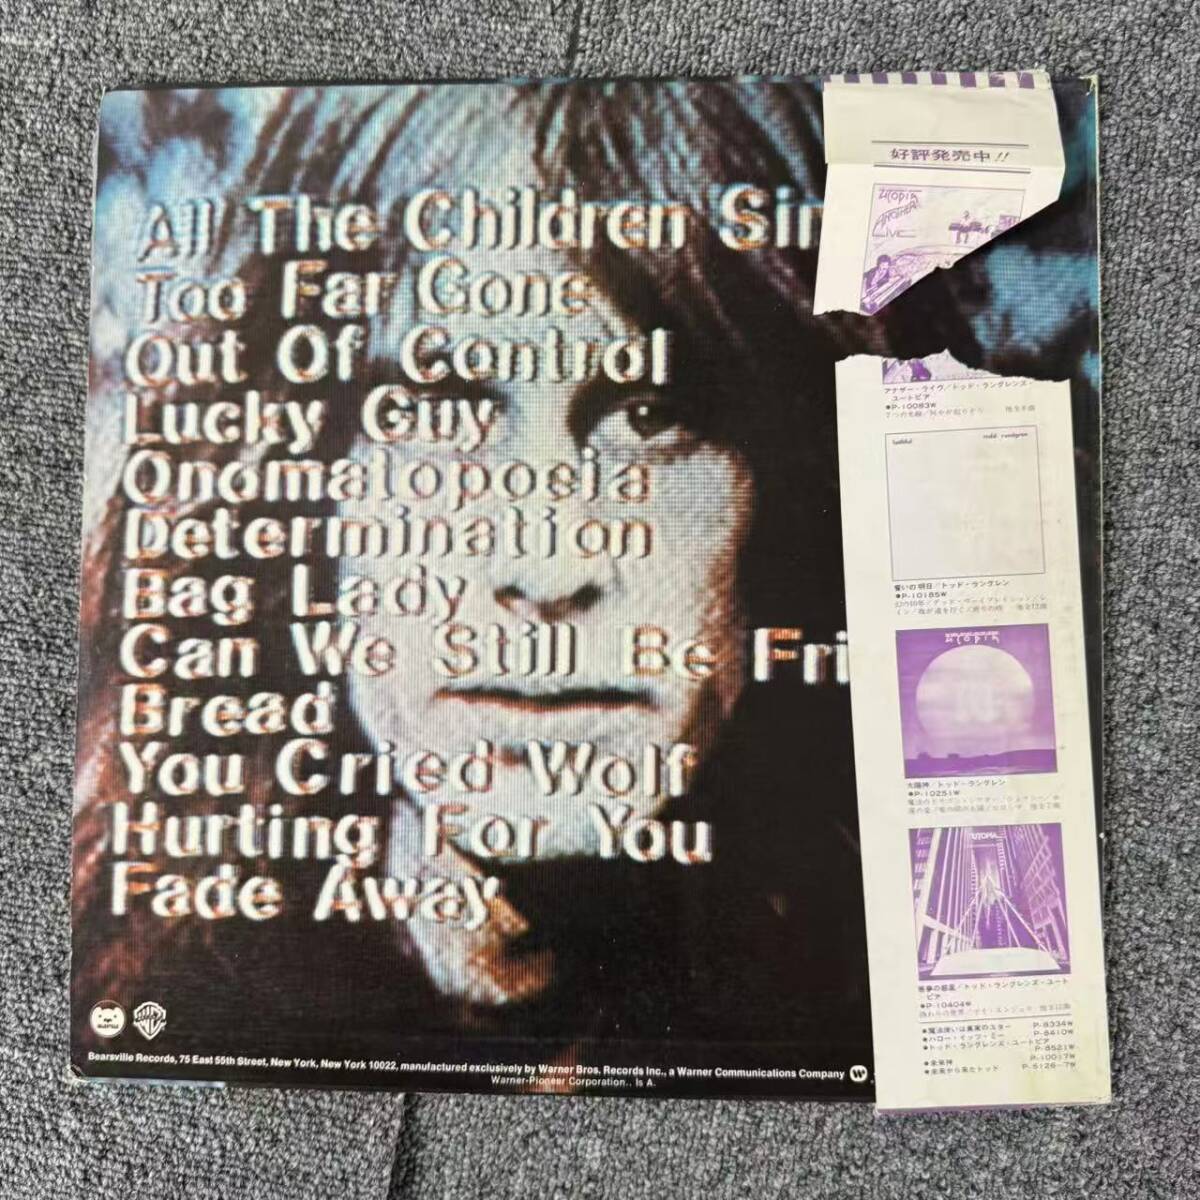 All The Children Sin
Too Far Gone
Out Of Control
Lucky Guy
Onomatopoeia
Determination
Bag Lady
Can We Still Be Fri
Bread
You Cried Wolf
Hurting For You
Fade Away
Bearsville Records, 75 East 55th Street, New York, New York 10022, manufactured exclusively by Warner Bros. Records Inc., a Warner Communications Company
Warner-Pioneer Corporation
好評発売中!!
utopia
ANOTHER
LIVE
アナザー・ライヴ/トッド・ラングレンズ・
ユートピア
●P-10083W
faithful
todd rundgren
誓いの明日/トッド・ラングレン
●P-10185W
utopia
太陽神/トッド・ラングレン
●P-10251W
UTOPIA
悪夢の惑星/トッド・ラングレンズ・ユート
ピア
●P-10404W
●魔法使いは真実のスター P-8334W
●ハロー・イッツ・ミー P-8410W
●トッド・ラングレンズ・ユートピア
P-8521W
●未来神 P-10017W
●未来から来たトッド P-5126~7W